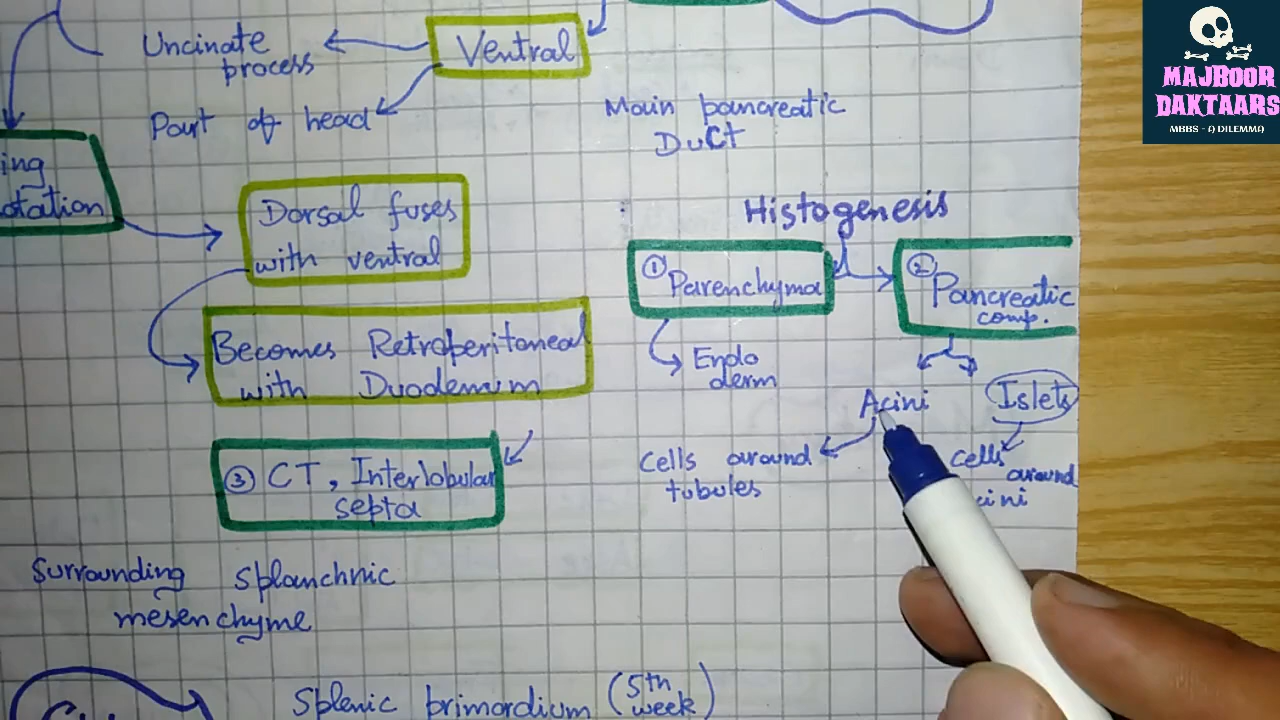 Uncinate
process
Ventral
Part of head
Main pancreatic
Duct
ing
otation
Dorsal fuses
with ventral
Histogenesis
① Parenchyma
② Pancreatic
comp.
Becomes Retroperitoneal
with Duodenum
Endo
derm
Acini
Islets
Cells around
tubules
Cells
around
cini
③ CT, Interlobular
septa
Surrounding splanchnic
mesenchyme
Splenic primordium (5th
week)
MAJBOOR
DAKTAARS
MBBS - A DILEMMA